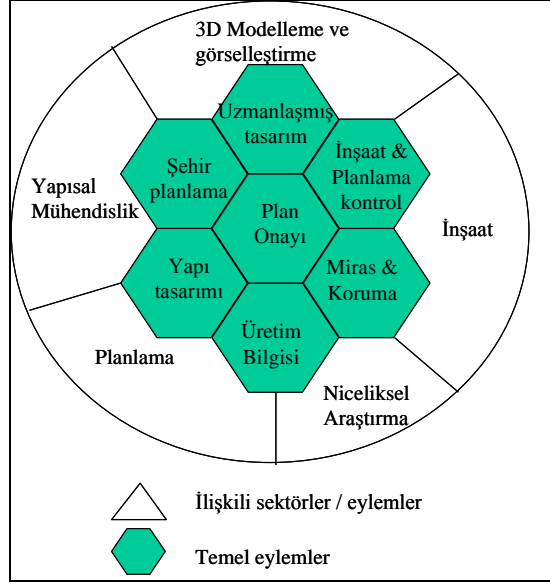 3D Modelleme ve
görselleştirme
Uzmanlaşmış
tasarım
Şehir
planlama
İnşaat &
Planlama
kontrol
Yapısal
Mühendislik
Plan
Onayı
İnşaat
Yapı
tasarımı
Miras &
Koruma
Üretim
Bilgisi
Planlama
Niceliksel
Araştırma
İlişkili sektörler / eylemler
Temel eylemler